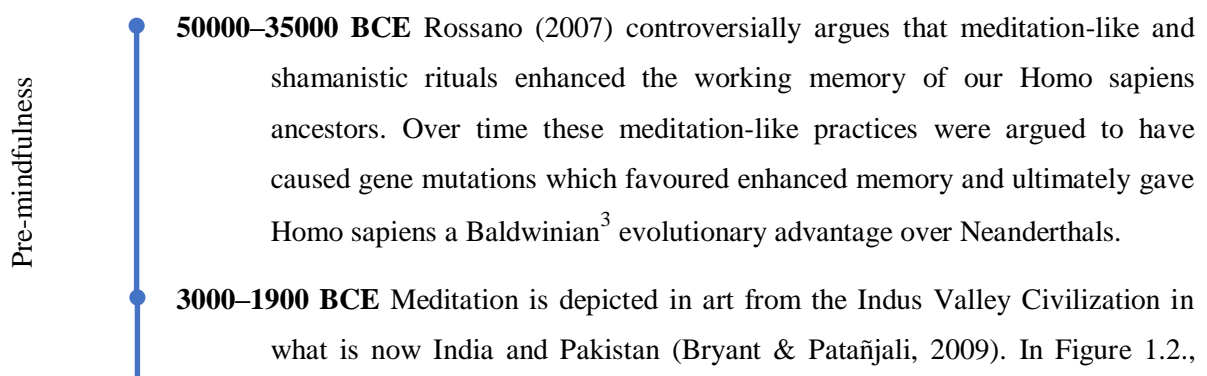 Pre-mindfulness
50000–35000 BCE Rossano (2007) controversially argues that meditation-like and
shamanistic rituals enhanced the working memory of our Homo sapiens
ancestors. Over time these meditation-like practices were argued to have
caused gene mutations which favoured enhanced memory and ultimately gave
Homo sapiens a Baldwinian3 evolutionary advantage over Neanderthals.
3000–1900 BCE Meditation is depicted in art from the Indus Valley Civilization in
what is now India and Pakistan (Bryant & Patañjali, 2009). In Figure 1.2.,